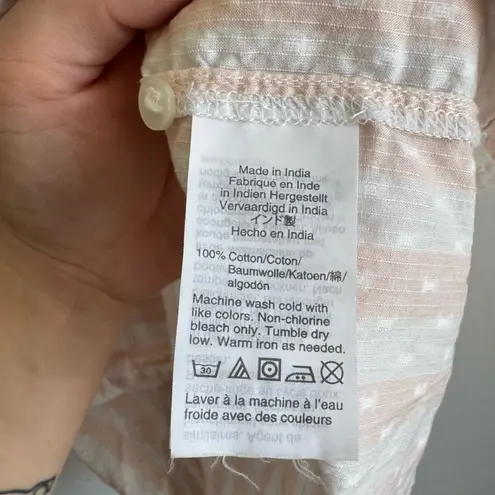 Made in India
Fabriqué en Inde
in Indien Hergestellt
Vervaardigd in India
インド製
Hecho en India
100% Cotton/Coton/
Baumwolle/Katoen/綿/
algodón
Machine wash cold with
like colors. Non-chlorine
bleach only. Tumble dry
low. Warm iron as needed.
30
Laver à la machine à l'eau
froide avec des couleurs